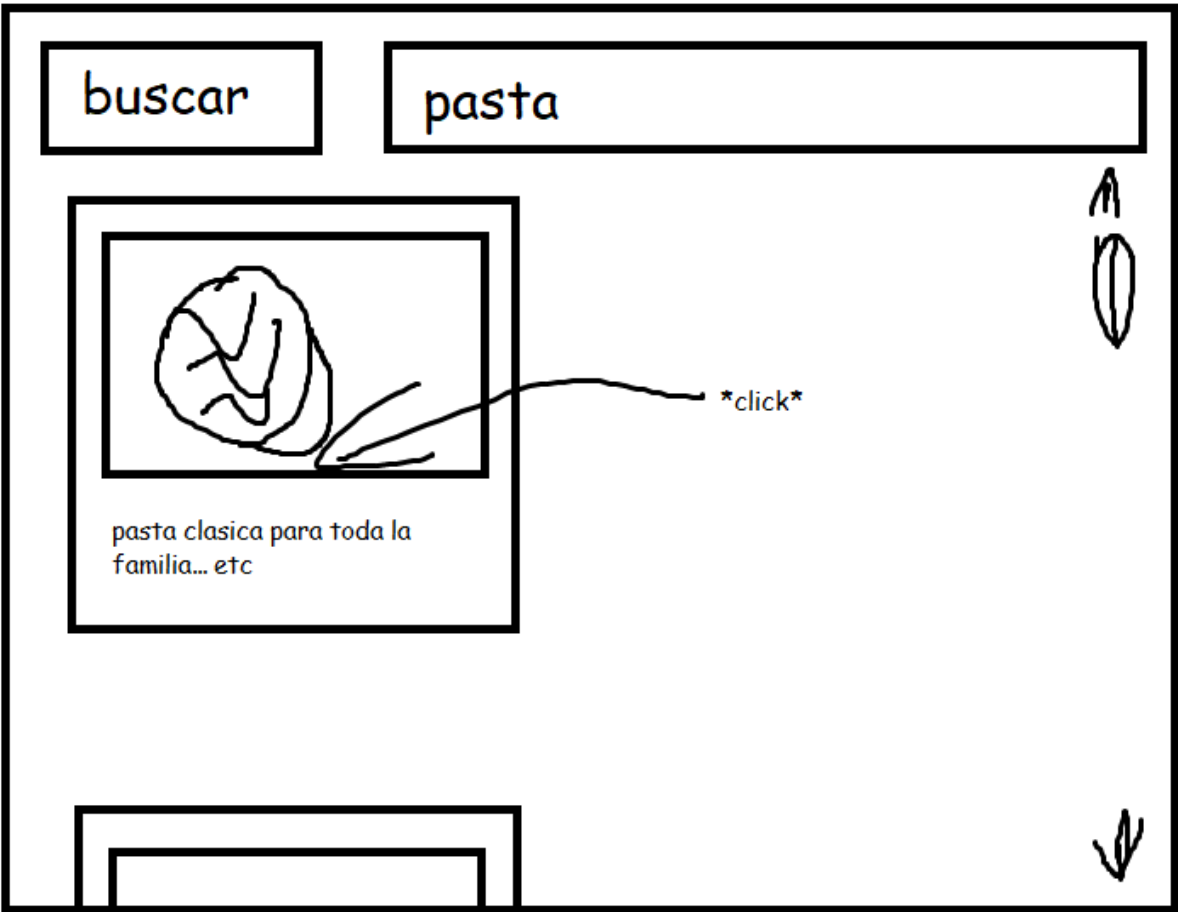 buscar
pasta
*click*
pasta clasica para toda la
familia... etc